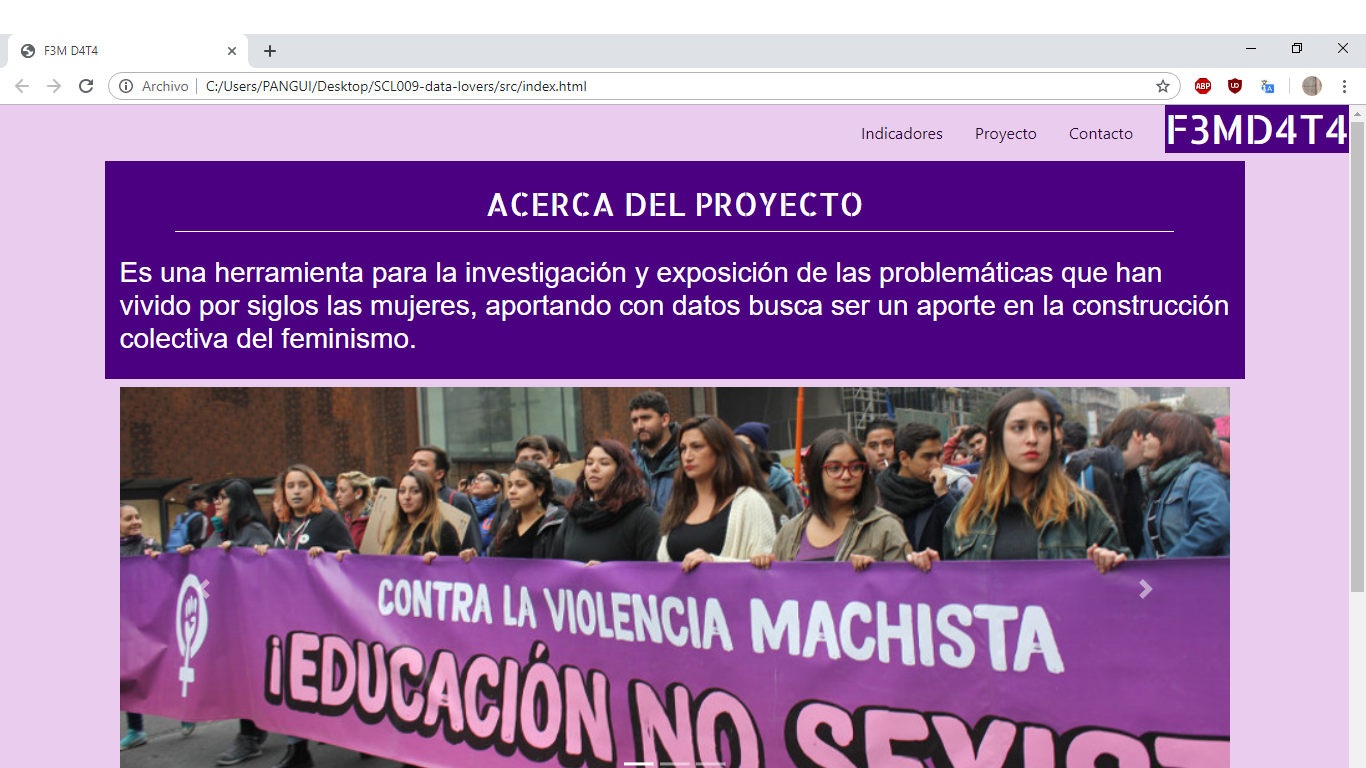 F3M D4T4
Archivo
C:/Users/PANGUI/Desktop/SCL009-data-lovers/src/index.html
ABP
Indicadores Proyecto Contacto F3MD4T4
ACERCA DEL PROYECTO
Es una herramienta para la investigación y exposición de las problemáticas que han
vivido por siglos las mujeres, aportando con datos busca ser un aporte en la construcción
colectiva del feminismo.
CONTRA LA VIOLENCIA MACHISTA
¡EDUCACIÓN NO SEXIST